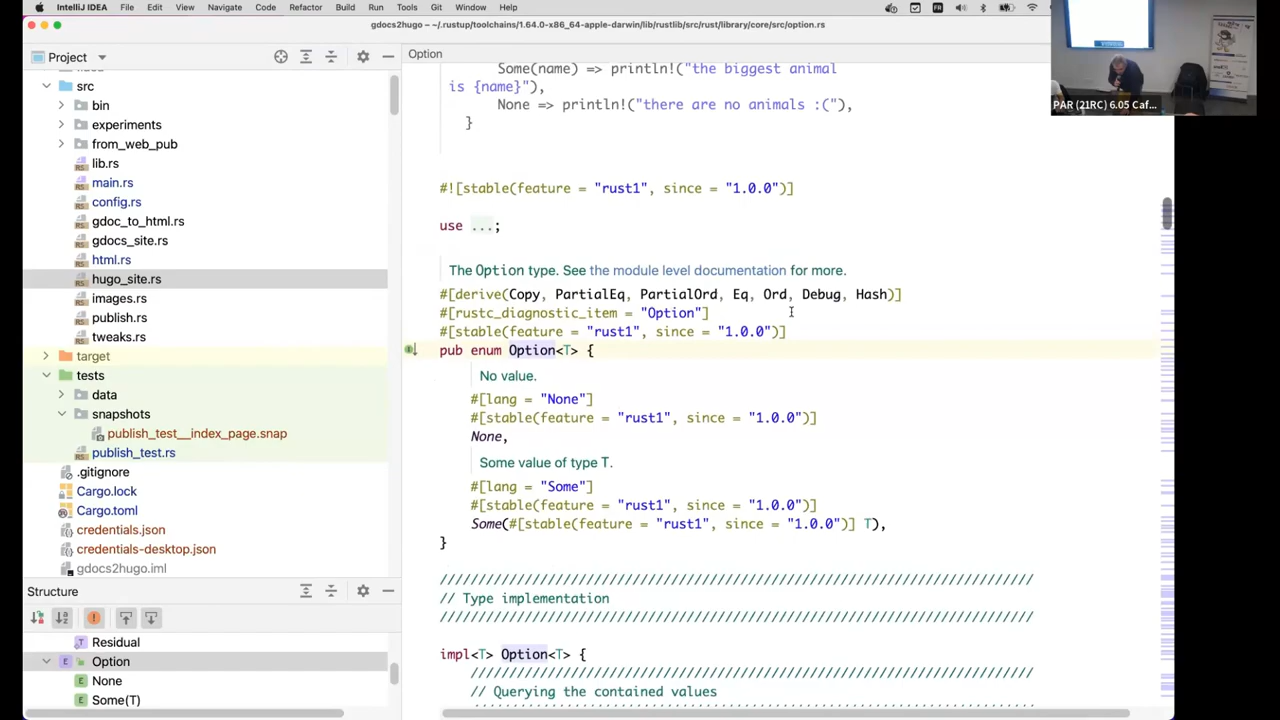 IntelliJ IDEA File Edit View Navigate Code Refactor Build Run Tools Git Window Help
gdocs2hugo – ~/.rustup/toolchains/1.64.0-x86_64-apple-darwin/lib/rustlib/src/rust/library/core/src/option.rs
Project
src
bin
experiments
from_web_pub
lib.rs
main.rs
config.rs
gdoc_to_html.rs
gdocs_site.rs
html.rs
hugo_site.rs
images.rs
publish.rs
tweaks.rs
target
tests
data
snapshots
publish_test__index_page.snap
publish_test.rs
.gitignore
Cargo.lock
Cargo.toml
credentials.json
credentials-desktop.json
gdocs2hugo.iml
Structure
Residual
Option
None
Some(T)
Option
Some(name) => println!("the biggest animal
is {name}"),
None => println!("there are no animals :("),
}
#![stable(feature = "rust1", since = "1.0.0")]
use ...;
The Option type. See the module level documentation for more.
#[derive(Copy, PartialEq, PartialOrd, Eq, Ord, Debug, Hash)]
#[rustc_diagnostic_item = "Option"]
#[stable(feature = "rust1", since = "1.0.0")]
pub enum Option<T> {
No value.
#[lang = "None"]
#[stable(feature = "rust1", since = "1.0.0")]
None,
Some value of type T.
#[lang = "Some"]
#[stable(feature = "rust1", since = "1.0.0")]
Some(#[stable(feature = "rust1", since = "1.0.0")] T),
}
/////////////////////////////////////////////////////////////////////////////
// Type implementation
/////////////////////////////////////////////////////////////////////////////
impl<T> Option<T> {
/////////////////////////////////////////////////////////////////////////
// Querying the contained values
PAR (21RC) 6.05 Caf...